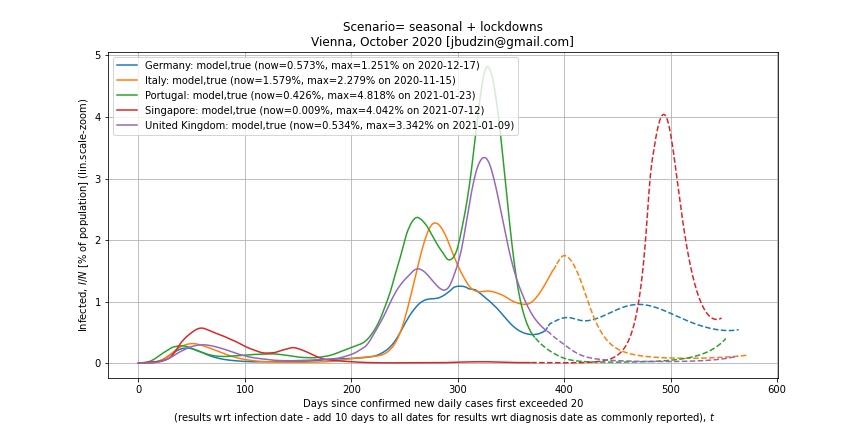 Scenario= seasonal + lockdowns
Vienna, October 2020 [jbudzin@gmail.com]
Germany: model,true (now=0.573%, max=1.251% on 2020-12-17)
Italy: model,true (now=1.579%, max=2.279% on 2020-11-15)
Portugal: model,true (now=0.426%, max=4.818% on 2021-01-23)
Singapore: model,true (now=0.009%, max=4.042% on 2021-07-12)
United Kingdom: model,true (now=0.534%, max=3.342% on 2021-01-09)
Infected, I/N [% of population] (lin.scale-zoom)
5
4
3
2
1
0
0 100 200 300 400 500 600
Days since confirmed new daily cases first exceeded 20
(results wrt infection date - add 10 days to all dates for results wrt diagnosis date as commonly reported), t